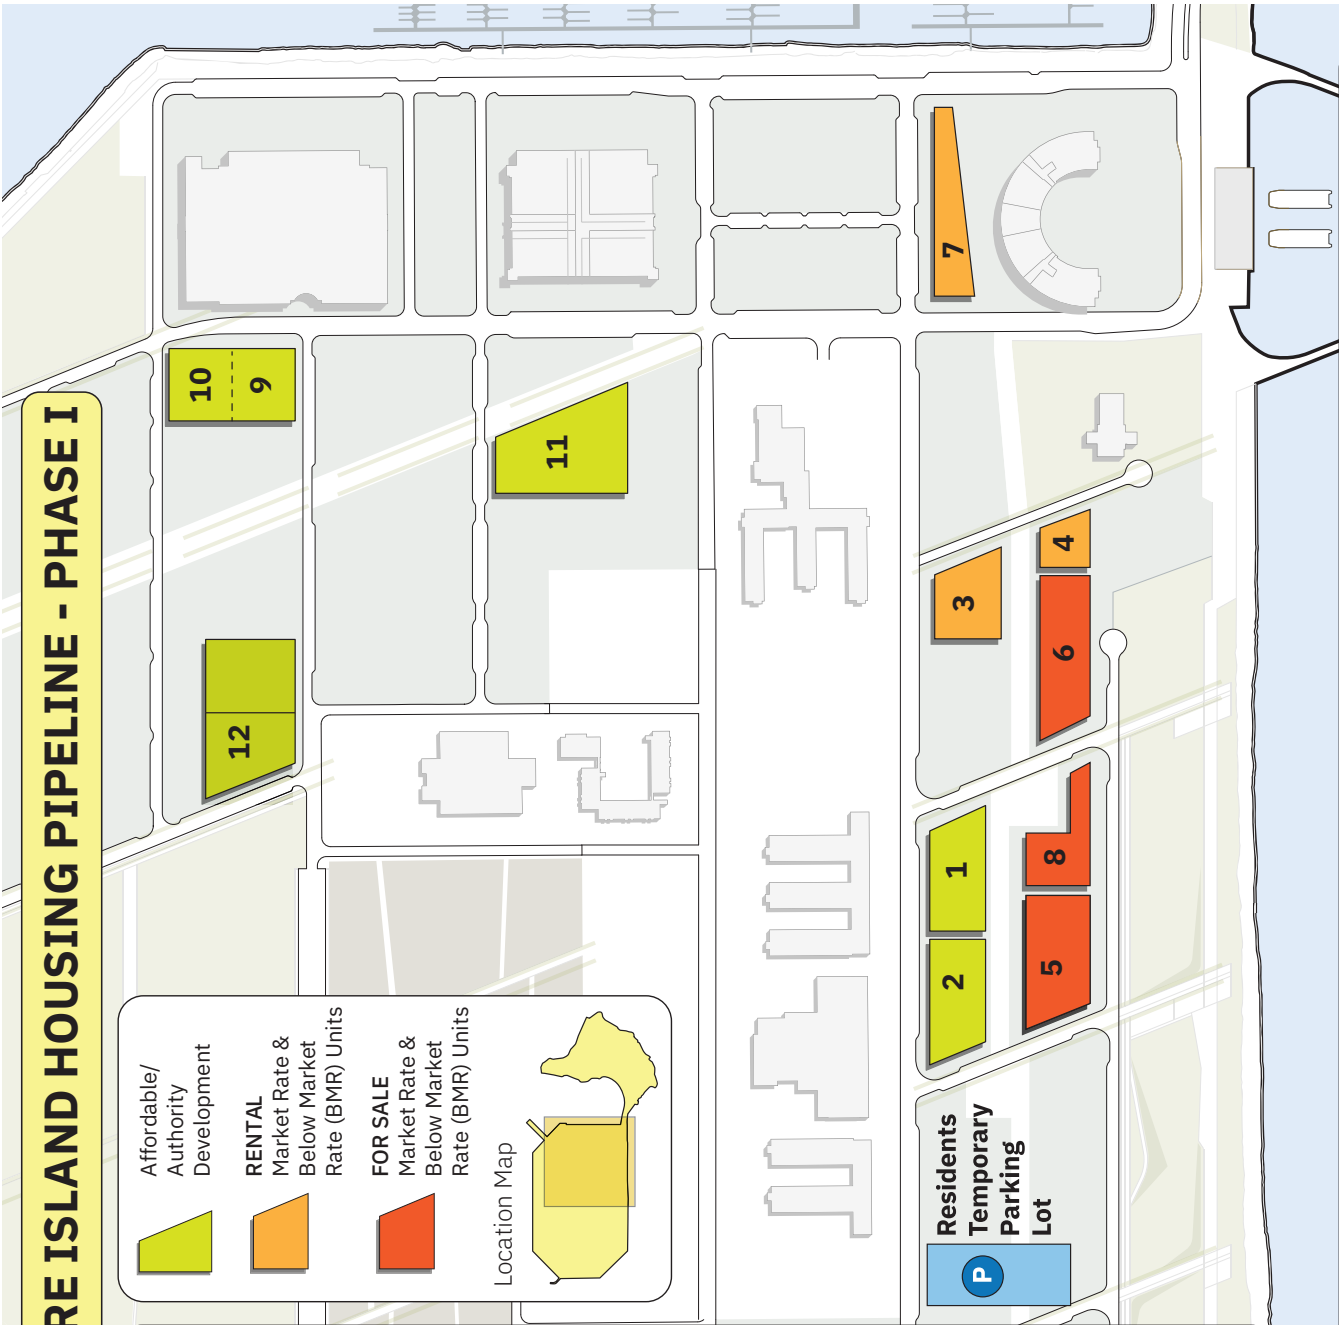 RE ISLAND HOUSING PIPELINE - PHASE I
10
9
11
12
7
3
4
6
1
2
8
5
Affordable/
Authority
Development
RENTAL
Market Rate &
Below Market
Rate (BMR) Units
FOR SALE
Market Rate &
Below Market
Rate (BMR) Units
Location Map
P
Residents
Temporary
Parking
Lot